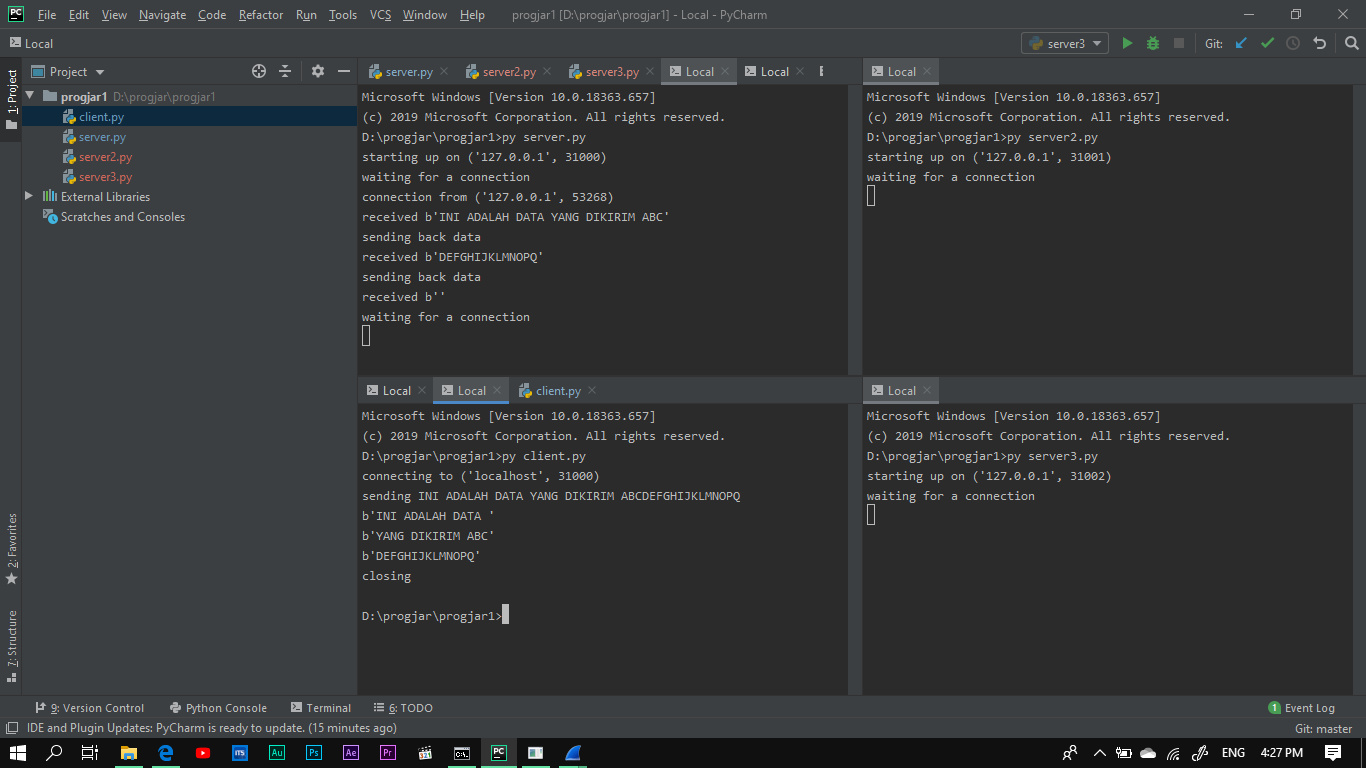 File Edit View Navigate Code Refactor Run Tools VCS Window Help progjar1 [D:\progjar\progjar1] - Local - PyCharm
Local server3 Git:
Project server.py server2.py server3.py Local Local Local
1: Project
progjar1 D:\progjar\progjar1
client.py
server.py
server2.py
server3.py
External Libraries
Scratches and Consoles
Microsoft Windows [Version 10.0.18363.657]
(c) 2019 Microsoft Corporation. All rights reserved.
D:\progjar\progjar1>py server.py
starting up on ('127.0.0.1', 31000)
waiting for a connection
connection from ('127.0.0.1', 53268)
received b'INI ADALAH DATA YANG DIKIRIM ABC'
sending back data
received b'DEFGHIJKLMNOPQ'
sending back data
received b''
waiting for a connection
Microsoft Windows [Version 10.0.18363.657]
(c) 2019 Microsoft Corporation. All rights reserved.
D:\progjar\progjar1>py server2.py
starting up on ('127.0.0.1', 31001)
waiting for a connection
Local Local client.py
Microsoft Windows [Version 10.0.18363.657]
(c) 2019 Microsoft Corporation. All rights reserved.
D:\progjar\progjar1>py client.py
connecting to ('localhost', 31000)
sending INI ADALAH DATA YANG DIKIRIM ABCDEFGHIJKLMNOPQ
b'INI ADALAH DATA '
b'YANG DIKIRIM ABC'
b'DEFGHIJKLMNOPQ'
closing
D:\progjar\progjar1>
Local
Microsoft Windows [Version 10.0.18363.657]
(c) 2019 Microsoft Corporation. All rights reserved.
D:\progjar\progjar1>py server3.py
starting up on ('127.0.0.1', 31002)
waiting for a connection
2: Favorites
7: Structure
9: Version Control Python Console Terminal 6: TODO 1 Event Log
IDE and Plugin Updates: PyCharm is ready to update. (15 minutes ago) Git: master
ITS Au Ps Ae Pr PC ENG 4:27 PM